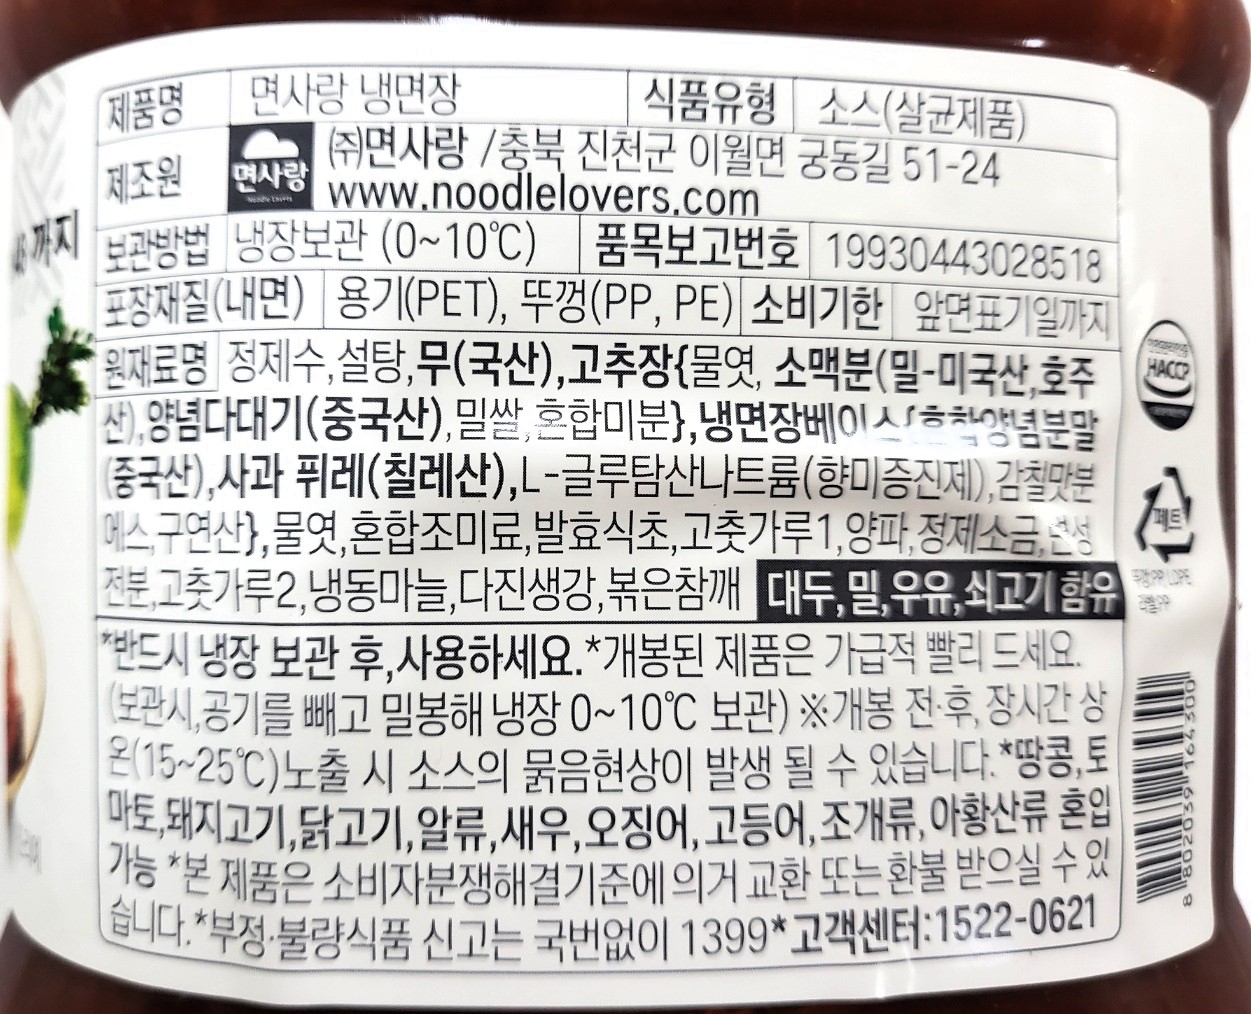 제품명 면사랑 냉면장 식품유형 소스(살균제품)
제조원 면사랑 Noodle Lovers (주)면사랑 /충북 진천군 이월면 궁동길 51-24
www.noodlelovers.com
까지
보관방법 냉장보관 (0~10℃) 품목보고번호 19930443028518
포장재질(내면) 용기(PET), 뚜껑(PP, PE) 소비기한 앞면표기일까지
원재료명 정제수,설탕,무(국산),고추장{물엿, 소맥분(밀-미국산,호주
산),양념다대기(중국산),밀쌀,혼합미분},냉면장베이스{혼합양념분말
(중국산),사과 퓌레(칠레산),L-글루탐산나트륨(향미증진제),감칠맛분
에스,구연산},물엿,혼합조미료,발효식초,고춧가루1,양파,정제소금,변성
전분,고춧가루2,냉동마늘,다진생강,볶은참깨 대두,밀,우유,쇠고기 함유
*반드시 냉장 보관 후,사용하세요.*개봉된 제품은 가급적 빨리 드세요.
(보관시,공기를 빼고 밀봉해 냉장 0~10℃ 보관) ※개봉 전·후, 장시간 상
온(15~25℃)노출 시 소스의 묽음현상이 발생 될 수 있습니다.*땅콩,토
마토,돼지고기,닭고기,알류,새우,오징어,고등어,조개류,아황산류 혼입
가능 *본 제품은 소비자분쟁해결기준에 의거 교환 또는 환불 받으실 수 있
습니다.*부정·불량식품 신고는 국번없이 1399*고객센터:1522-0621
HACCP
페트
뚜껑:PP LDPE
라벨:PP
8 802039 164300